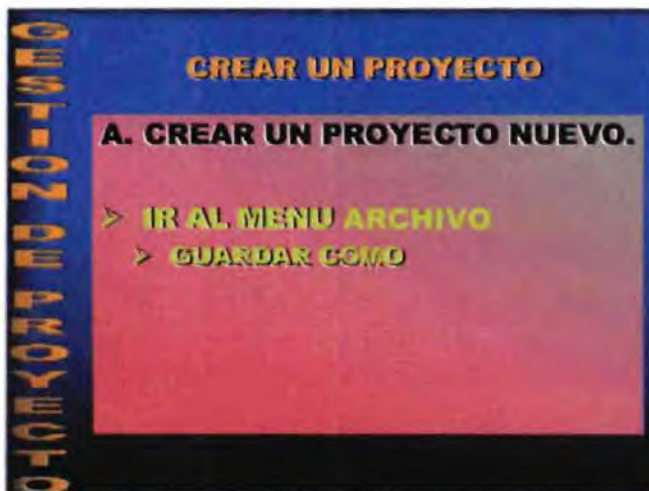 GESTION DE PROYECTO
CREAR UN PROYECTO
A. CREAR UN PROYECTO NUEVO.
➢ IR AL MENU ARCHIVO
➢ GUARDAR COMO